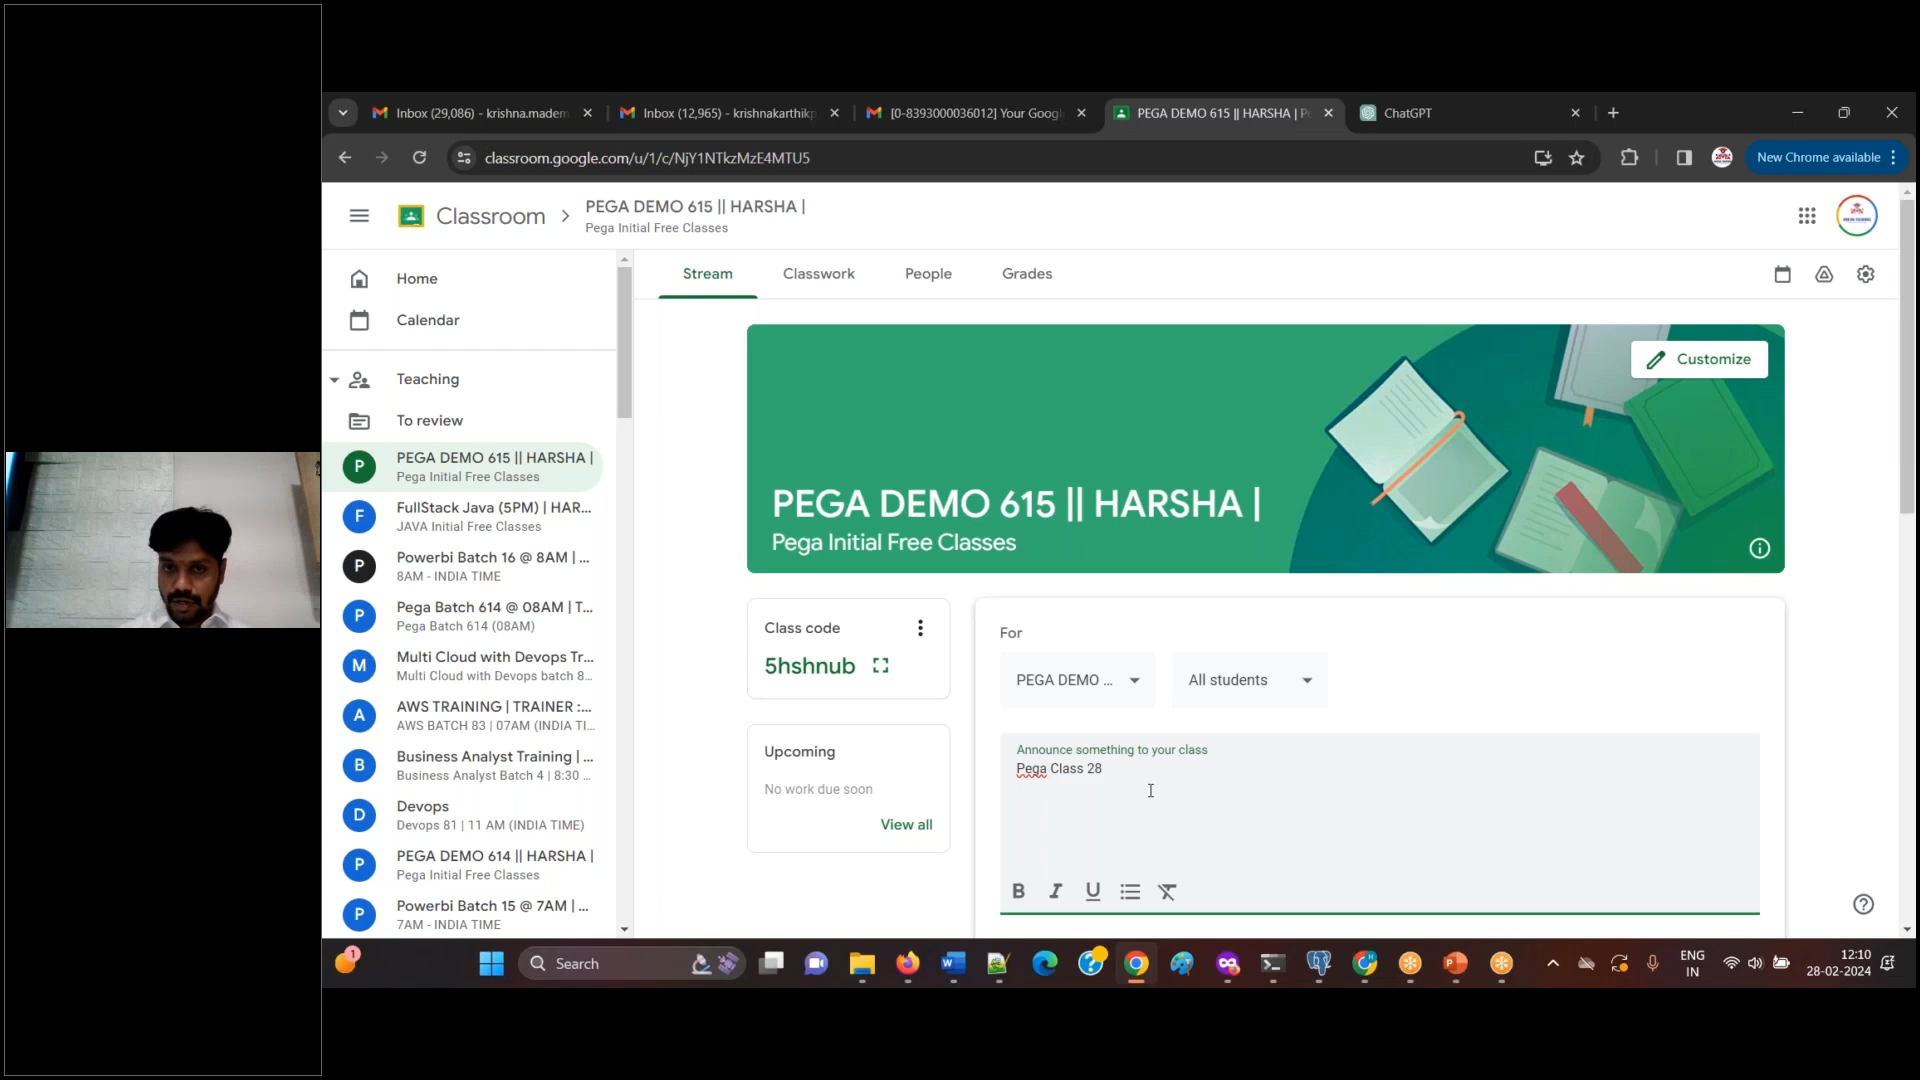 Inbox (29,086) - krishna.madem
Inbox (12,965) - krishnakarthikp
[0-8393000036012] Your Googl
PEGA DEMO 615 || HARSHA | P
ChatGPT
classroom.google.com/u/1/c/NjY1NTkzMzE4MTU5
New Chrome available
Classroom
PEGA DEMO 615 || HARSHA |
Pega Initial Free Classes
Home
Calendar
Teaching
To review
P
PEGA DEMO 615 || HARSHA |
Pega Initial Free Classes
F
FullStack Java (5PM) | HAR...
JAVA Initial Free Classes
P
Powerbi Batch 16 @ 8AM | ...
8AM - INDIA TIME
P
Pega Batch 614 @ 08AM | T...
Pega Batch 614 (08AM)
M
Multi Cloud with Devops Tr...
Multi Cloud with Devops batch 8...
A
AWS TRAINING | TRAINER :...
AWS BATCH 83 | 07AM (INDIA TI...
B
Business Analyst Training | ...
Business Analyst Batch 4 | 8:30 ...
D
Devops
Devops 81 | 11 AM (INDIA TIME)
P
PEGA DEMO 614 || HARSHA |
Pega Initial Free Classes
P
Powerbi Batch 15 @ 7AM | ...
7AM - INDIA TIME
Stream
Classwork
People
Grades
Customize
PEGA DEMO 615 || HARSHA |
Pega Initial Free Classes
Class code
5hshnub
Upcoming
No work due soon
View all
For
PEGA DEMO ...
All students
Announce something to your class
Pega Class 28
B I U
1
Search
ENG
IN
12:10
28-02-2024